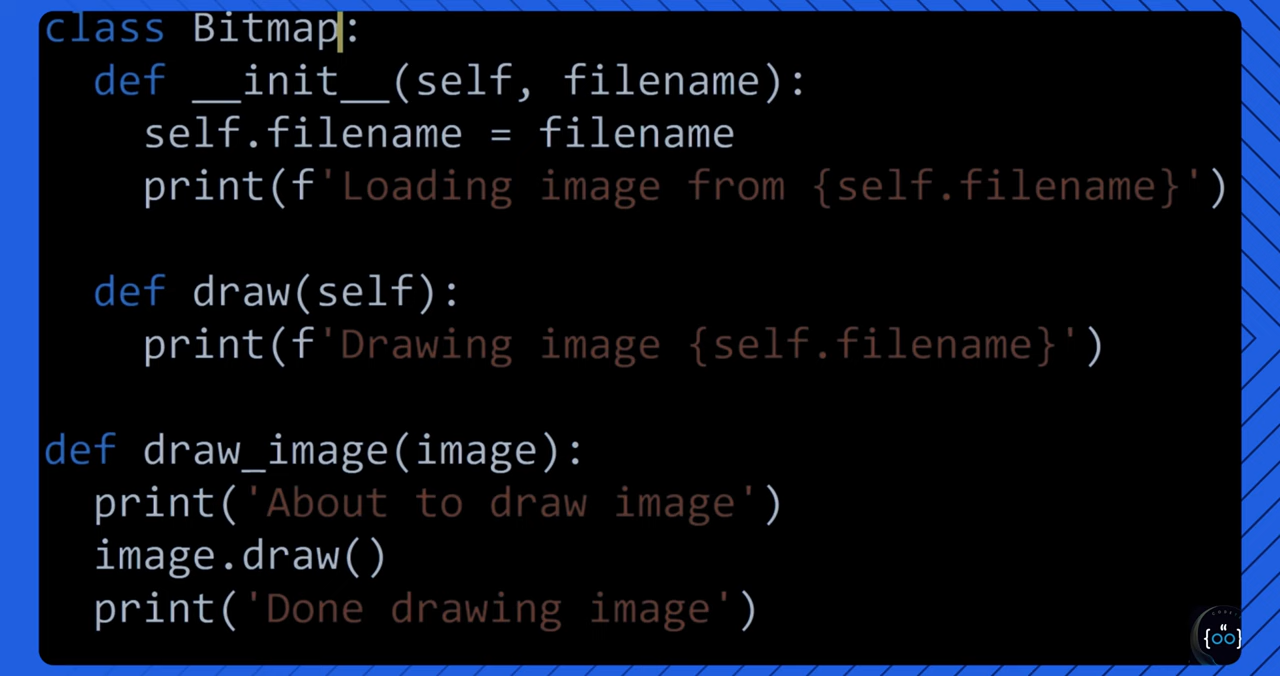 class Bitmap:
  def __init__(self, filename):
    self.filename = filename
    print(f'Loading image from {self.filename}')

  def draw(self):
    print(f'Drawing image {self.filename}')

def draw_image(image):
  print('About to draw image')
  image.draw()
  print('Done drawing image')